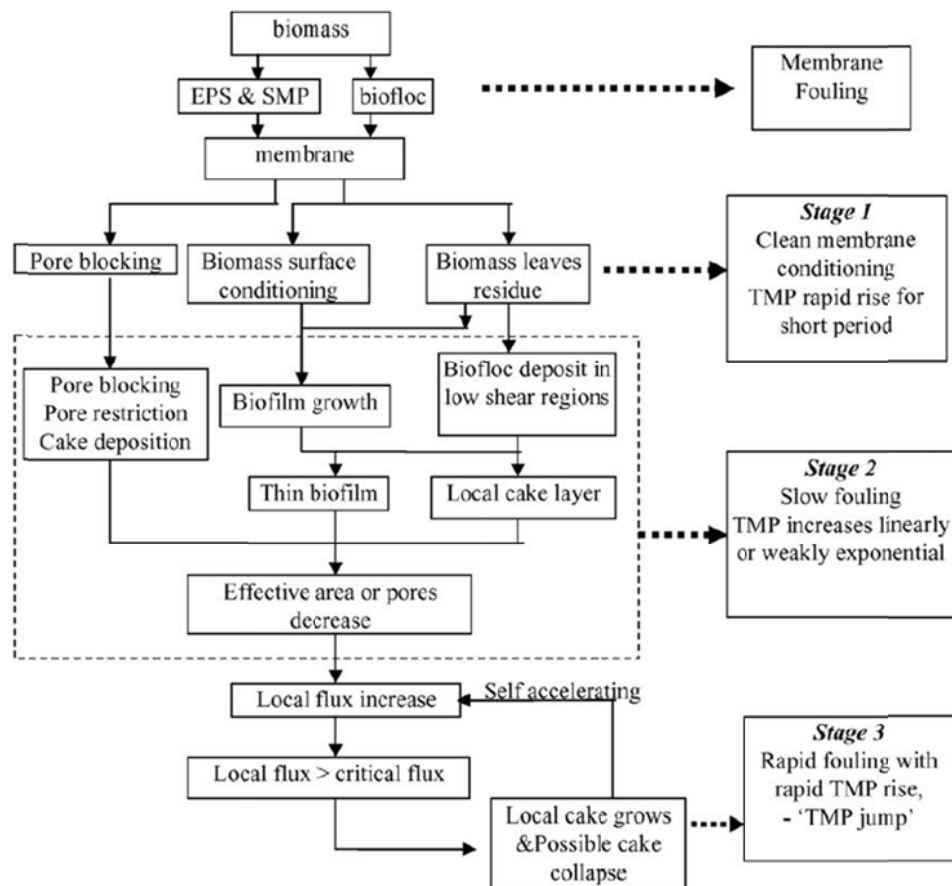 biomass
EPS & SMP
biofloc
membrane
Membrane
Fouling
Pore blocking
Biomass surface
conditioning
Biomass leaves
residue
Stage 1
Clean membrane
conditioning
TMP rapid rise for
short period
Pore blocking
Pore restriction
Cake deposition
Biofilm growth
Biofloc deposit in
low shear regions
Thin biofilm
Local cake layer
Stage 2
Slow fouling
TMP increases linearly
or weakly exponential
Effective area or pores
decrease
Local flux increase
Self accelerating
Local flux > critical flux
Local cake grows
&Possible cake
collapse
Stage 3
Rapid fouling with
rapid TMP rise,
- ‘TMP jump’